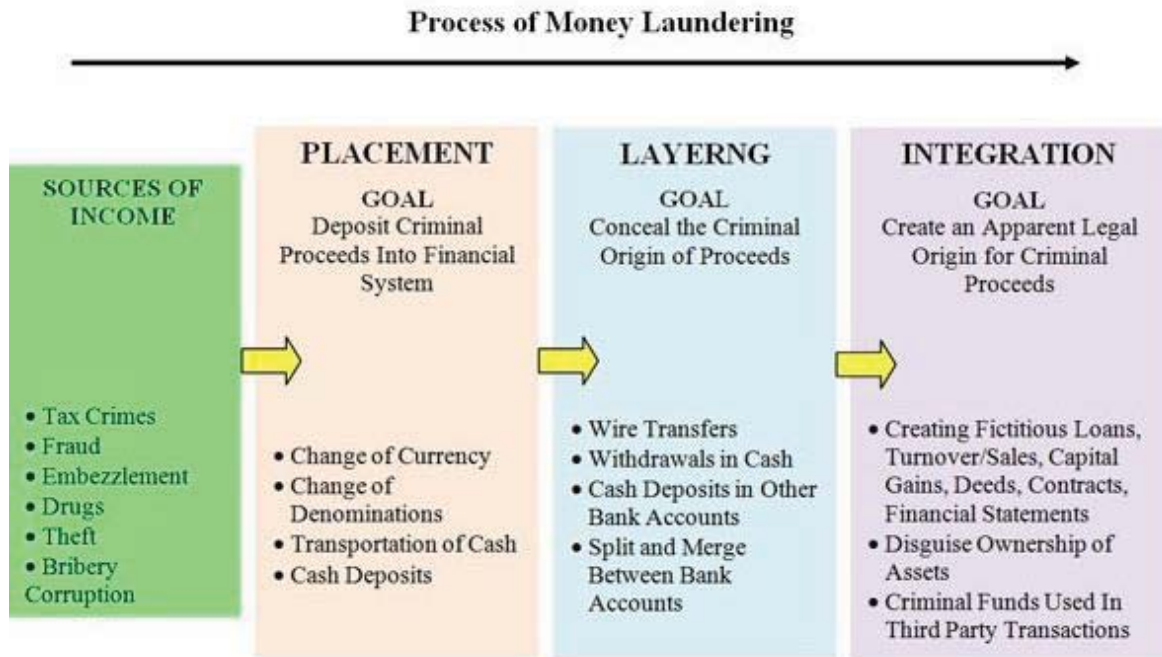 Process of Money Laundering
SOURCES OF
INCOME
• Tax Crimes
• Fraud
• Embezzlement
• Drugs
• Theft
• Bribery
Corruption
PLACEMENT
GOAL
Deposit Criminal
Proceeds Into Financial
System
• Change of Currency
• Change of
Denominations
• Transportation of Cash
• Cash Deposits
LAYERNG
GOAL
Conceal the Criminal
Origin of Proceeds
• Wire Transfers
• Withdrawals in Cash
• Cash Deposits in Other
Bank Accounts
• Split and Merge
Between Bank
Accounts
INTEGRATION
GOAL
Create an Apparent Legal
Origin for Criminal
Proceeds
• Creating Fictitious Loans,
Turnover/Sales, Capital
Gains, Deeds, Contracts,
Financial Statements
• Disguise Ownership of
Assets
• Criminal Funds Used In
Third Party Transactions